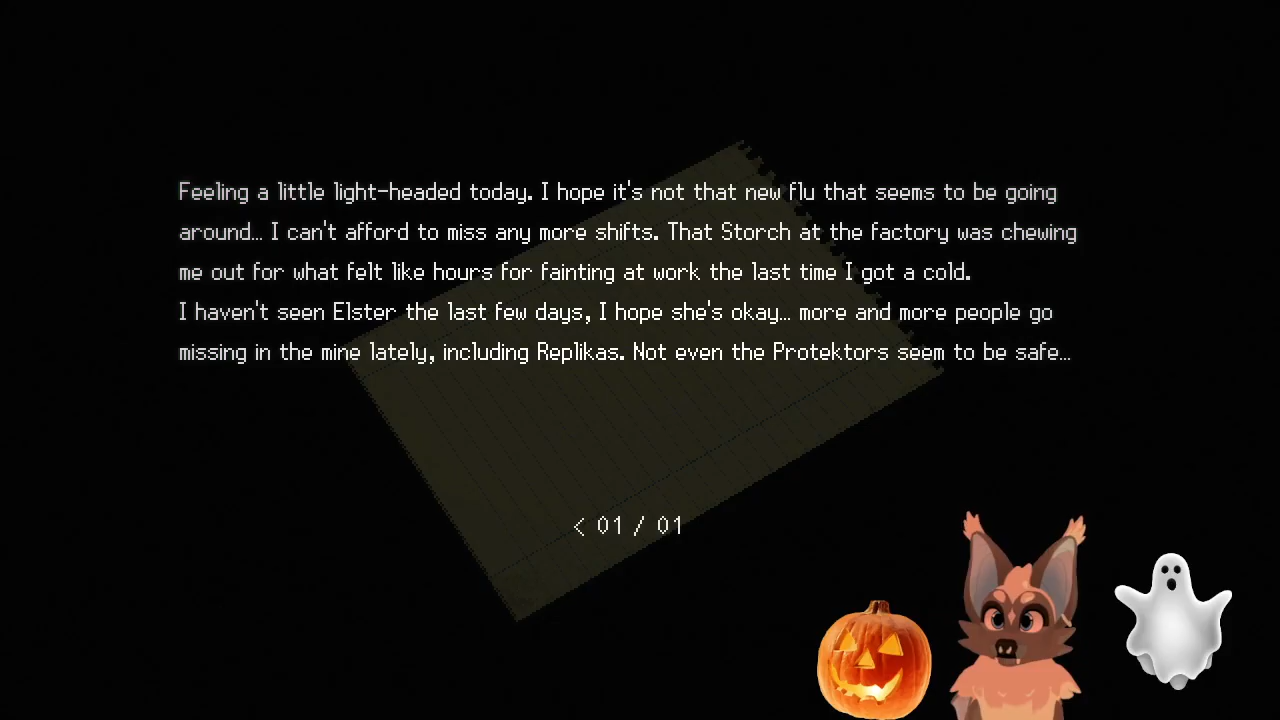 Feeling a little light-headed today. I hope it's not that new flu that seems to be going
around… I can't afford to miss any more shifts. That Storch at the factory was chewing
me out for what felt like hours for fainting at work the last time I got a cold.
I haven't seen Elster the last few days, I hope she's okay… more and more people go
missing in the mine lately, including Replikas. Not even the Protektors seem to be safe…
< 01 / 01